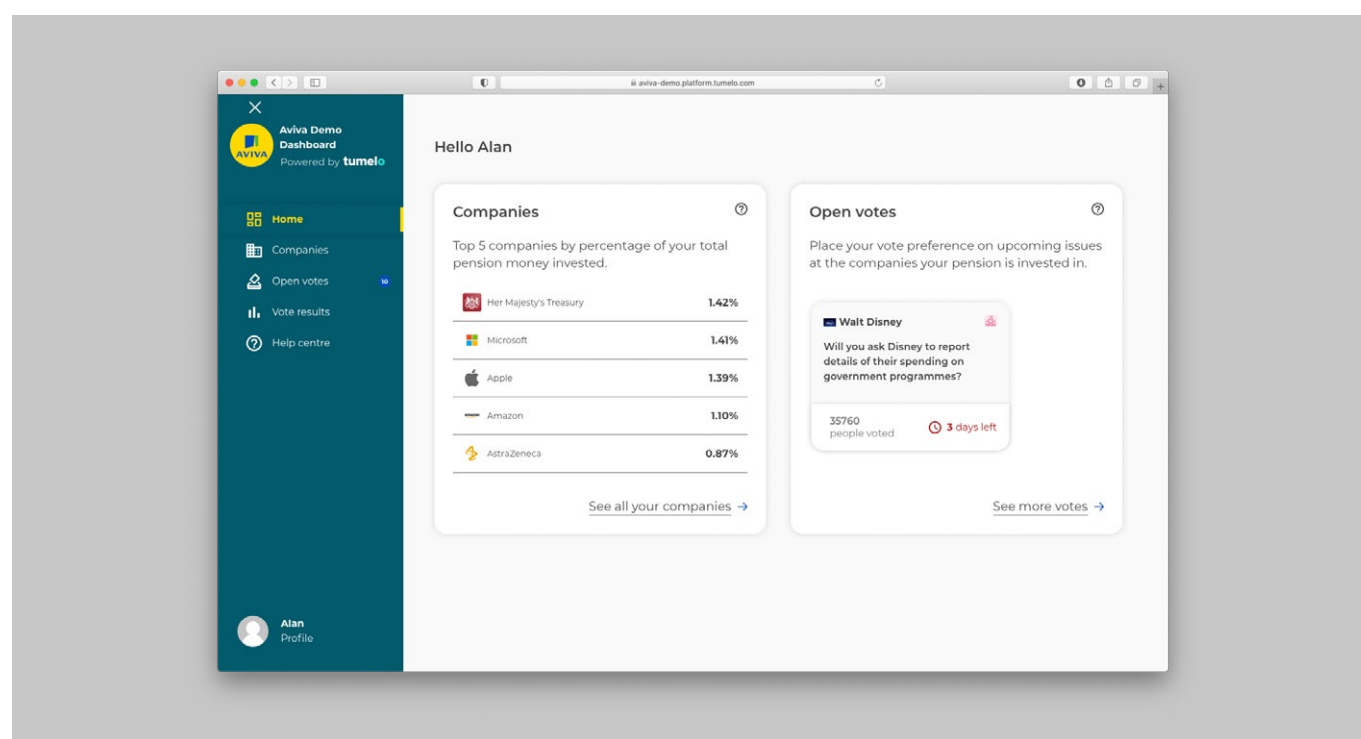 aviva-demo.platform.tumelo.com
AVIVA
Aviva Demo
Dashboard
Powered by tumelo
Home
Companies
Open votes
10
Vote results
Help centre
Alan
Profile
Hello Alan
Companies
Top 5 companies by percentage of your total
pension money invested.
Her Majesty's Treasury 1.42%
Microsoft 1.41%
Apple 1.39%
Amazon 1.10%
AstraZeneca 0.87%
See all your companies →
Open votes
Place your vote preference on upcoming issues
at the companies your pension is invested in.
Walt Disney
Will you ask Disney to report
details of their spending on
government programmes?
35760
people voted
3 days left
See more votes →